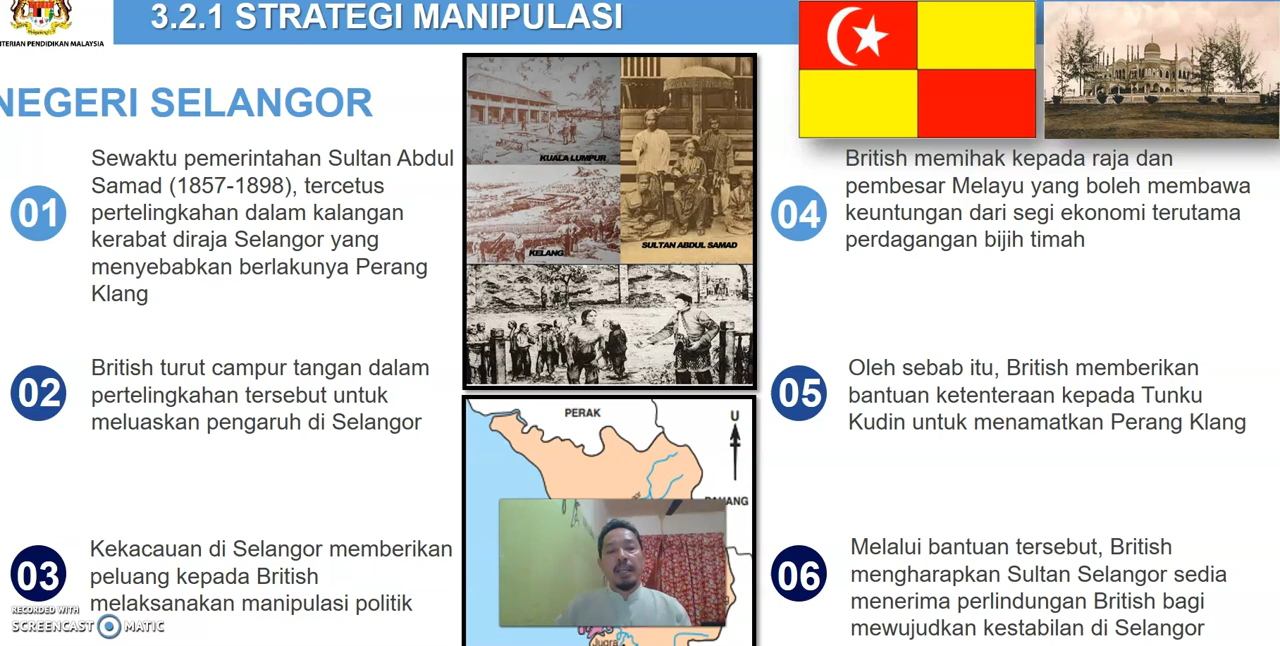 3.2.1 STRATEGI MANIPULASI
TERIAN PENDIDIKAN MALAYSIA
NEGERI SELANGOR
01
Sewaktu pemerintahan Sultan Abdul
Samad (1857-1898), tercetus
pertelingkahan dalam kalangan
kerabat diraja Selangor yang
menyebabkan berlakunya Perang
Klang
02
British turut campur tangan dalam
pertelingkahan tersebut untuk
meluaskan pengaruh di Selangor
03
Kekacauan di Selangor memberikan
peluang kepada British
melaksanakan manipulasi politik
RECORDED WITH
SCREENCAST MATIC
KUALA LUMPUR
KELANG
SULTAN ABDUL SAMAD
PERAK
U
PAHANG
Jugra
04
British memihak kepada raja dan
pembesar Melayu yang boleh membawa
keuntungan dari segi ekonomi terutama
perdagangan bijih timah
05
Oleh sebab itu, British memberikan
bantuan ketenteraan kepada Tunku
Kudin untuk menamatkan Perang Klang
06
Melalui bantuan tersebut, British
mengharapkan Sultan Selangor sedia
menerima perlindungan British bagi
mewujudkan kestabilan di Selangor